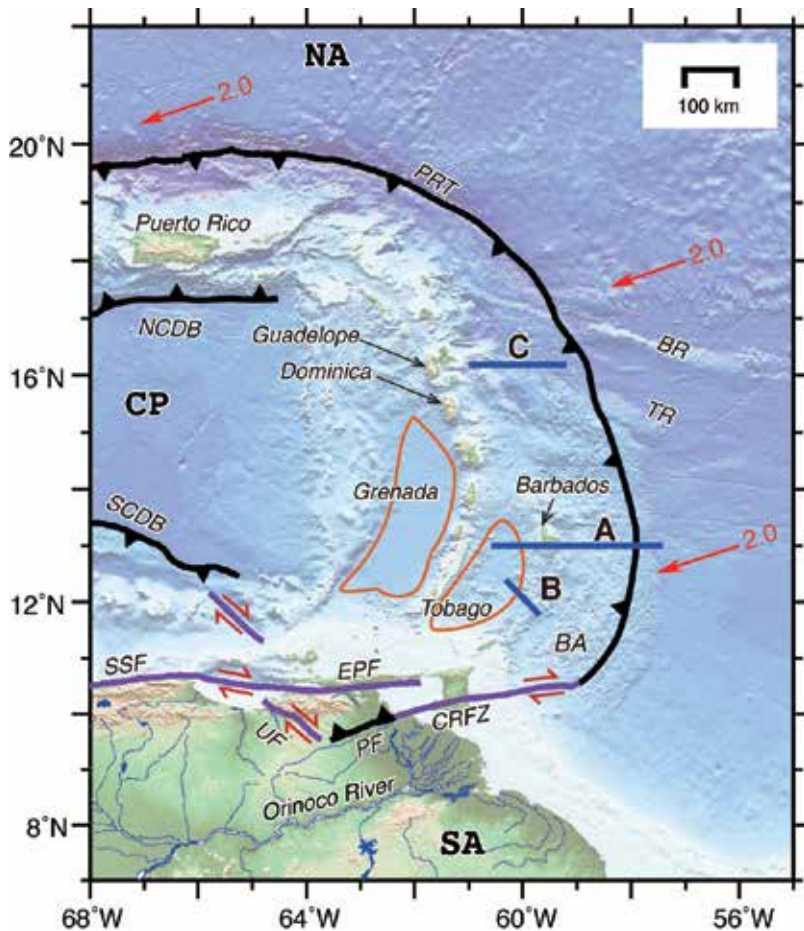 NA
2.0
100 km
20°N
PRT
Puerto Rico
2.0
NCDB
Guadelope
C
BR
16°N
Dominica
CP
TR
Grenada
Barbados
SCDB
A
2.0
12°N
B
Tobago
BA
SSF
EPF
UF
PF
CRFZ
Orinoco River
8°N
SA
68°W
64°W
60°W
56°W